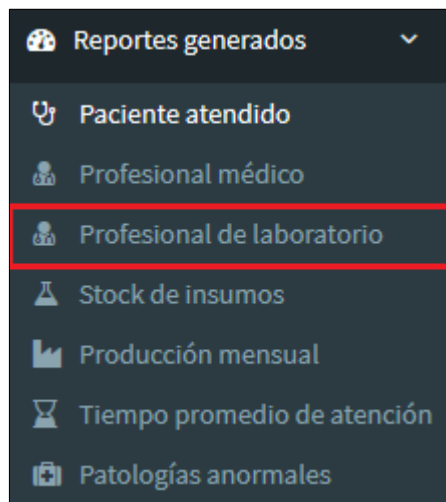 Reportes generados
Paciente atendido
Profesional médico
Profesional de laboratorio
Stock de insumos
Producción mensual
Tiempo promedio de atención
Patologías anormales